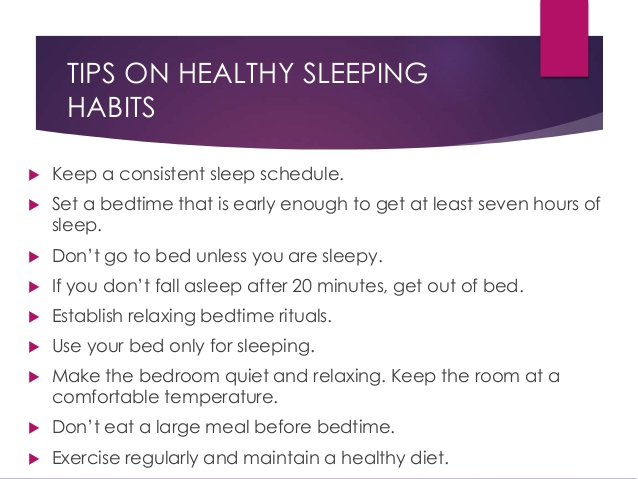 TIPS ON HEALTHY SLEEPING
HABITS
Keep a consistent sleep schedule.
Set a bedtime that is early enough to get at least seven hours of
sleep.
Don’t go to bed unless you are sleepy.
If you don’t fall asleep after 20 minutes, get out of bed.
Establish relaxing bedtime rituals.
Use your bed only for sleeping.
Make the bedroom quiet and relaxing. Keep the room at a
comfortable temperature.
Don’t eat a large meal before bedtime.
Exercise regularly and maintain a healthy diet.